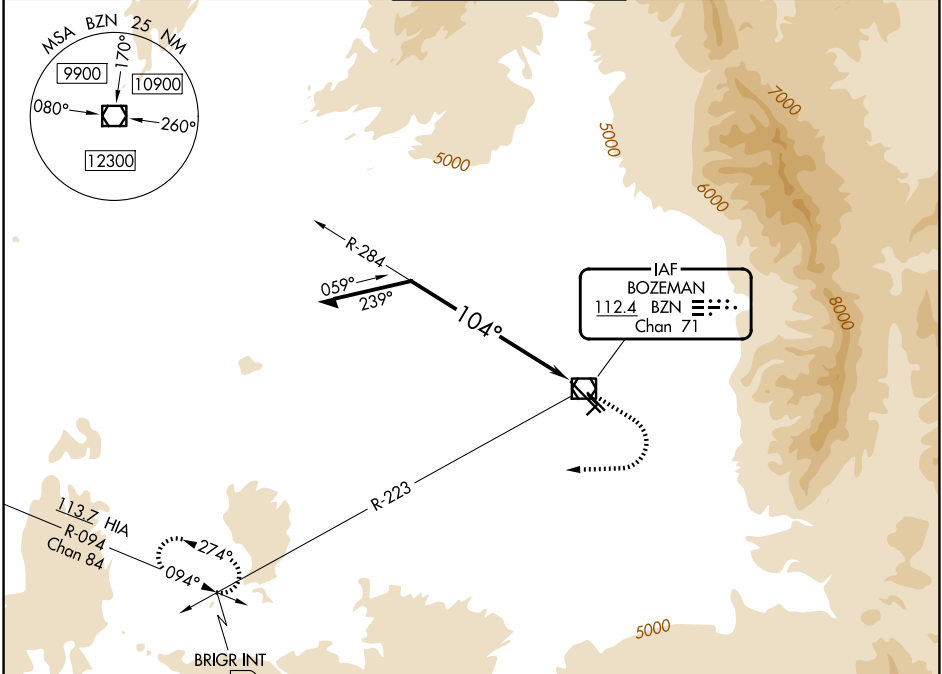 MSA BZN 25 NM
170°
9900
10900
080°
260°
12300
7000
5000
5000
6000
R-284
059°
239°
104°
IAF
BOZEMAN
112.4 BZN
Chan 71
8000
R-223
113.7 HIA
R-094
Chan 84
274°
094°
5000
BRIGR INT